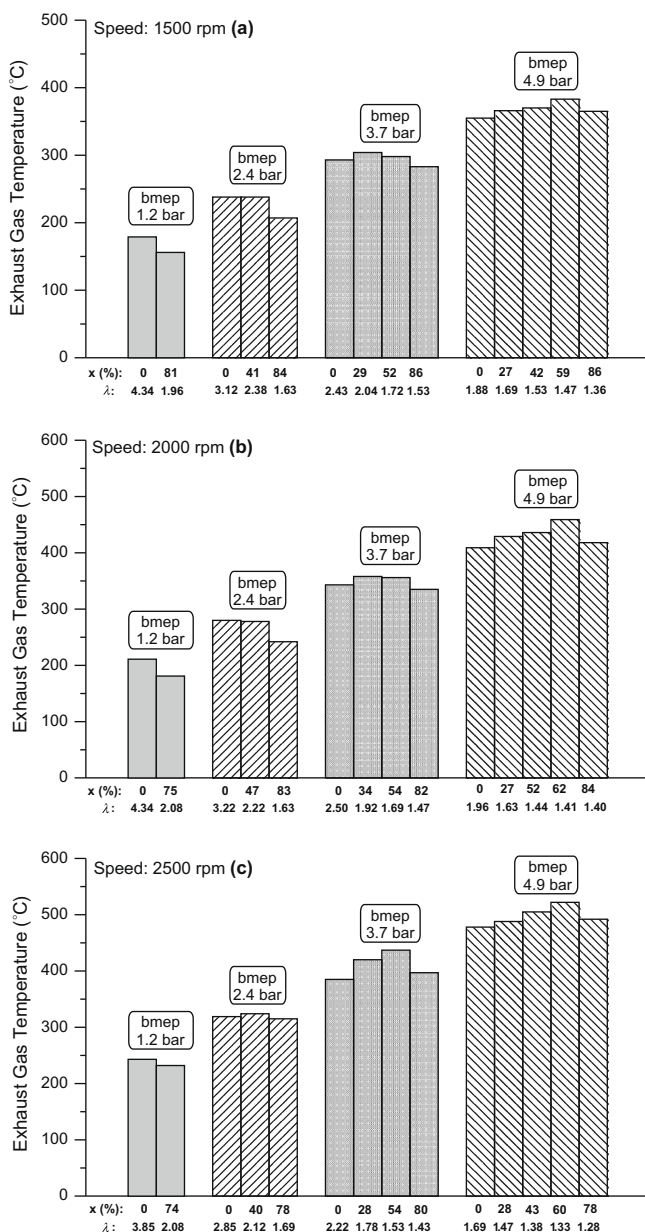 Speed: 1500 rpm (a)
Exhaust Gas Temperature (°C)
500
400
300
200
100
0
bmep
1.2 bar
bmep
2.4 bar
bmep
3.7 bar
bmep
4.9 bar
x (%): 0 81 0 41 84 0 29 52 86 0 27 42 59 86
λ: 4.34 1.96 3.12 2.38 1.63 2.43 2.04 1.72 1.53 1.88 1.69 1.53 1.47 1.36
Speed: 2000 rpm (b)
Exhaust Gas Temperature (°C)
600
500
400
300
200
100
0
bmep
1.2 bar
bmep
2.4 bar
bmep
3.7 bar
bmep
4.9 bar
x (%): 0 75 0 47 83 0 34 54 82 0 27 52 62 84
λ: 4.34 2.08 3.22 2.22 1.63 2.50 1.92 1.69 1.47 1.96 1.63 1.44 1.41 1.40
Speed: 2500 rpm (c)
Exhaust Gas Temperature (°C)
600
500
400
300
200
100
0
bmep
1.2 bar
bmep
2.4 bar
bmep
3.7 bar
bmep
4.9 bar
x (%): 0 74 0 40 78 0 28 54 80 0 28 43 60 78
λ: 3.85 2.08 2.85 2.12 1.69 2.22 1.78 1.53 1.43 1.69 1.47 1.38 1.33 1.28